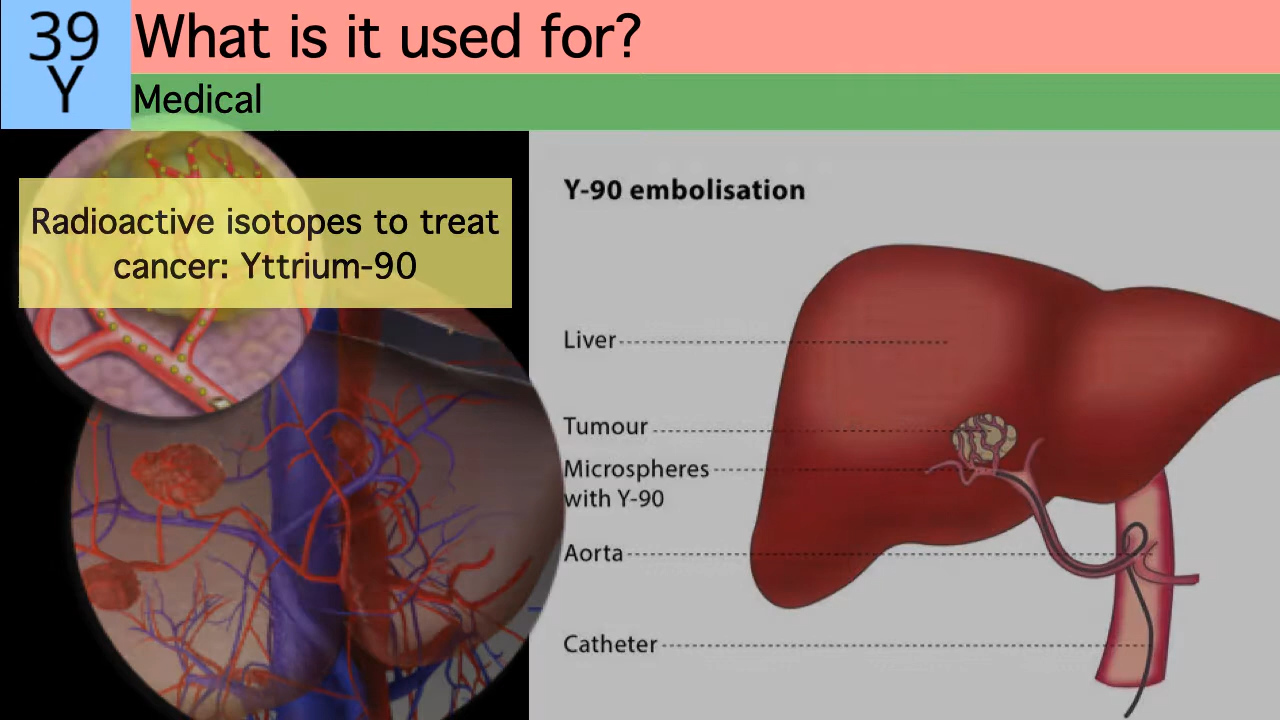 39
Y
What is it used for?
Medical
Radioactive isotopes to treat
cancer: Yttrium-90
Y-90 embolisation
Liver
Tumour
Microspheres
with Y-90
Aorta
Catheter